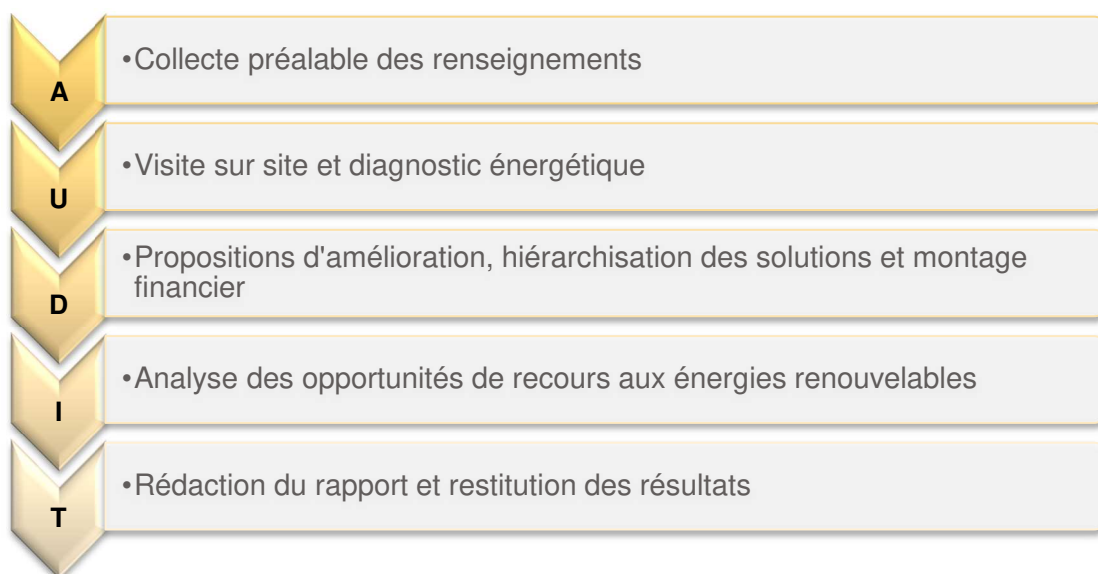 A
•Collecte préalable des renseignements
U
•Visite sur site et diagnostic énergétique
D
•Propositions d'amélioration, hiérarchisation des solutions et montage
financier
I
•Analyse des opportunités de recours aux énergies renouvelables
T
•Rédaction du rapport et restitution des résultats